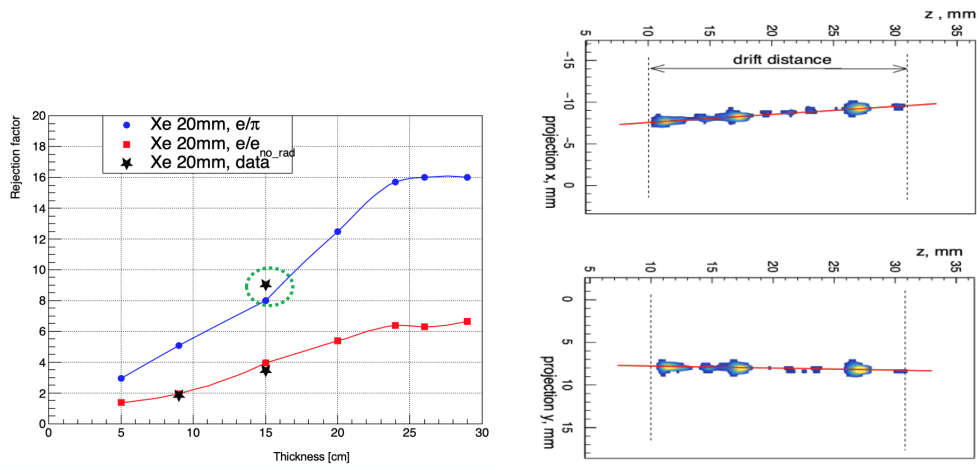 Rejection factor
20
18
16
14
12
10
8
6
4
2
0
Xe 20mm, e/π
Xe 20mm, e/e no_rad
Xe 20mm, data
0 5 10 15 20 25 30
Thickness [cm]
z , mm
5 10 15 20 25 30 35
drift distance
projection x, mm
-15
-10
-5
0
z, mm
5 10 15 20 25 30 35
projection y, mm
0
5
10
15